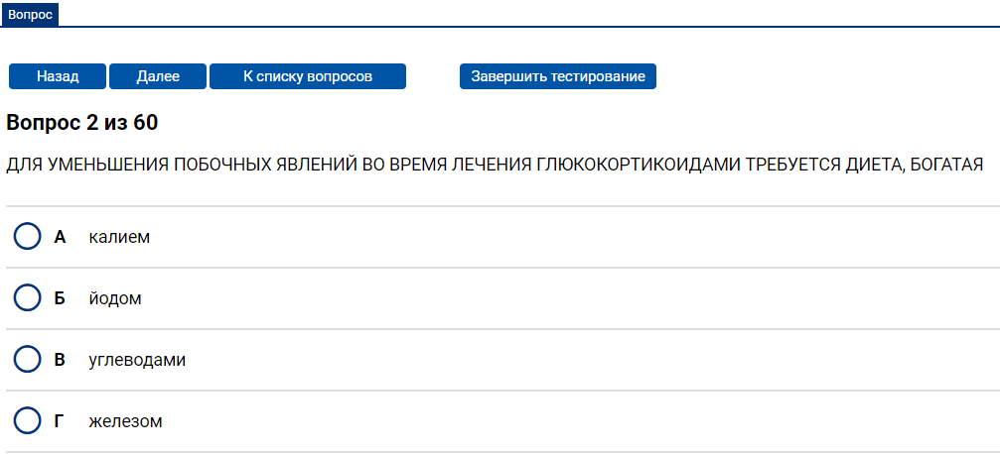 Вопрос
Назад Далее К списку вопросов Завершить тестирование
Вопрос 2 из 60
ДЛЯ УМЕНЬШЕНИЯ ПОБОЧНЫХ ЯВЛЕНИЙ ВО ВРЕМЯ ЛЕЧЕНИЯ ГЛЮКОКОРТИКОИДАМИ ТРЕБУЕТСЯ ДИЕТА, БОГАТАЯ
А калием
Б йодом
В углеводами
Г железом